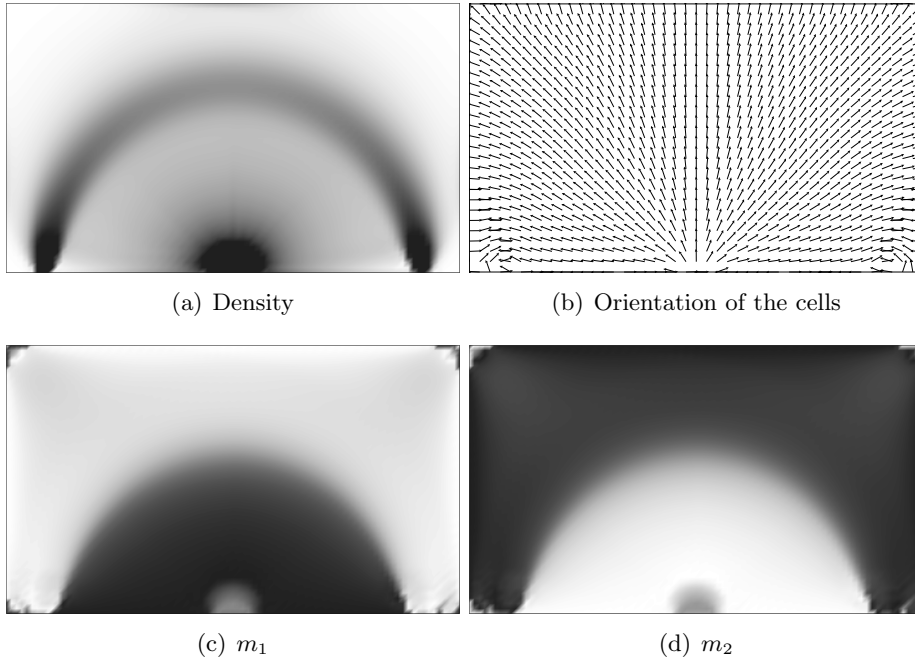 (a) Density
(b) Orientation of the cells
(c) m₁
(d) m₂